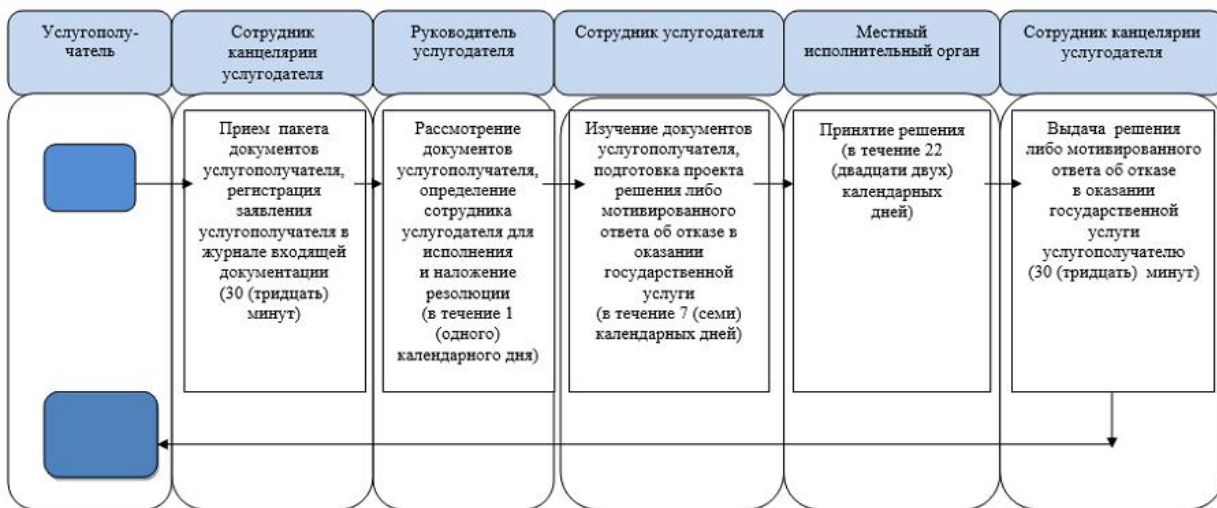 Услугополу-
чатель
Сотрудник
канцелярии
услугодателя
Руководитель
услугодателя
Сотрудник услугодателя
Местный
исполнительный орган
Сотрудник канцелярии
услугодателя
Прием пакета
документов
услугополучателя,
регистрация
заявления
услугополучателя в
журнале входящей
документации
(30 (тридцать)
минут)
Рассмотрение
документов
услугополучателя,
определение
сотрудника
услугодателя для
исполнения
и наложение
резолюции
(в течение 1
(одного)
календарного дня)
Изучение документов
услугополучателя,
подготовка проекта
решения либо
мотивированного
ответа об отказе в
оказании
государственной
услуги
(в течение 7 (семи)
календарных дней)
Принятие решения
(в течение 22
(двадцати двух)
календарных
дней)
Выдача решения
либо мотивированного
ответа об отказе
в оказании
государственной
услуги
услугополучателю
(30 (тридцать) минут)